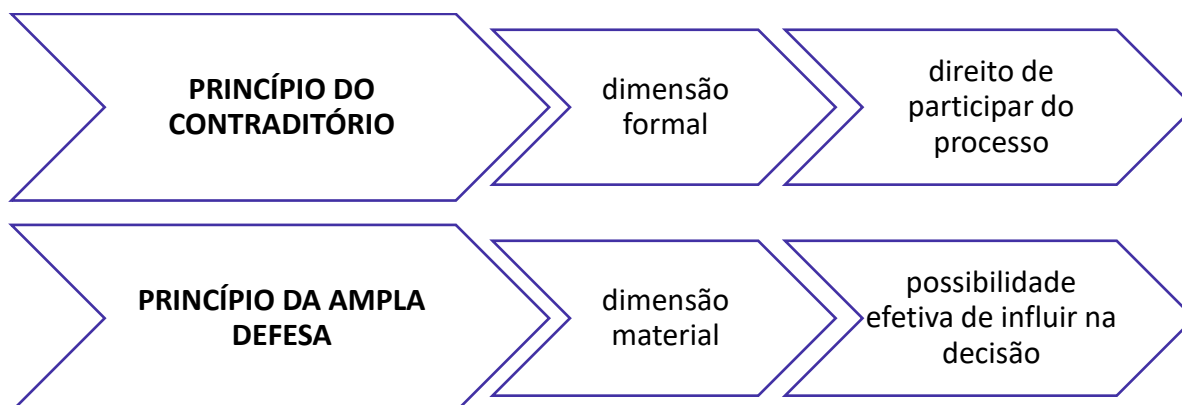 PRINCÍPIO DO
CONTRADITÓRIO
dimensão
formal
direito de
participar do
processo
PRINCÍPIO DA AMPLA
DEFESA
dimensão
material
possibilidade
efetiva de influir na
decisão